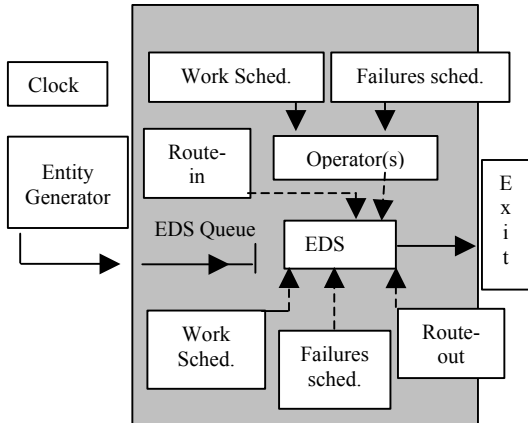 Work Sched.
Failures sched.
Clock
Entity
Generator
Route-
in
Operator(s)
E
x
i
t
EDS Queue
EDS
Work
Sched.
Failures
sched.
Route-
out